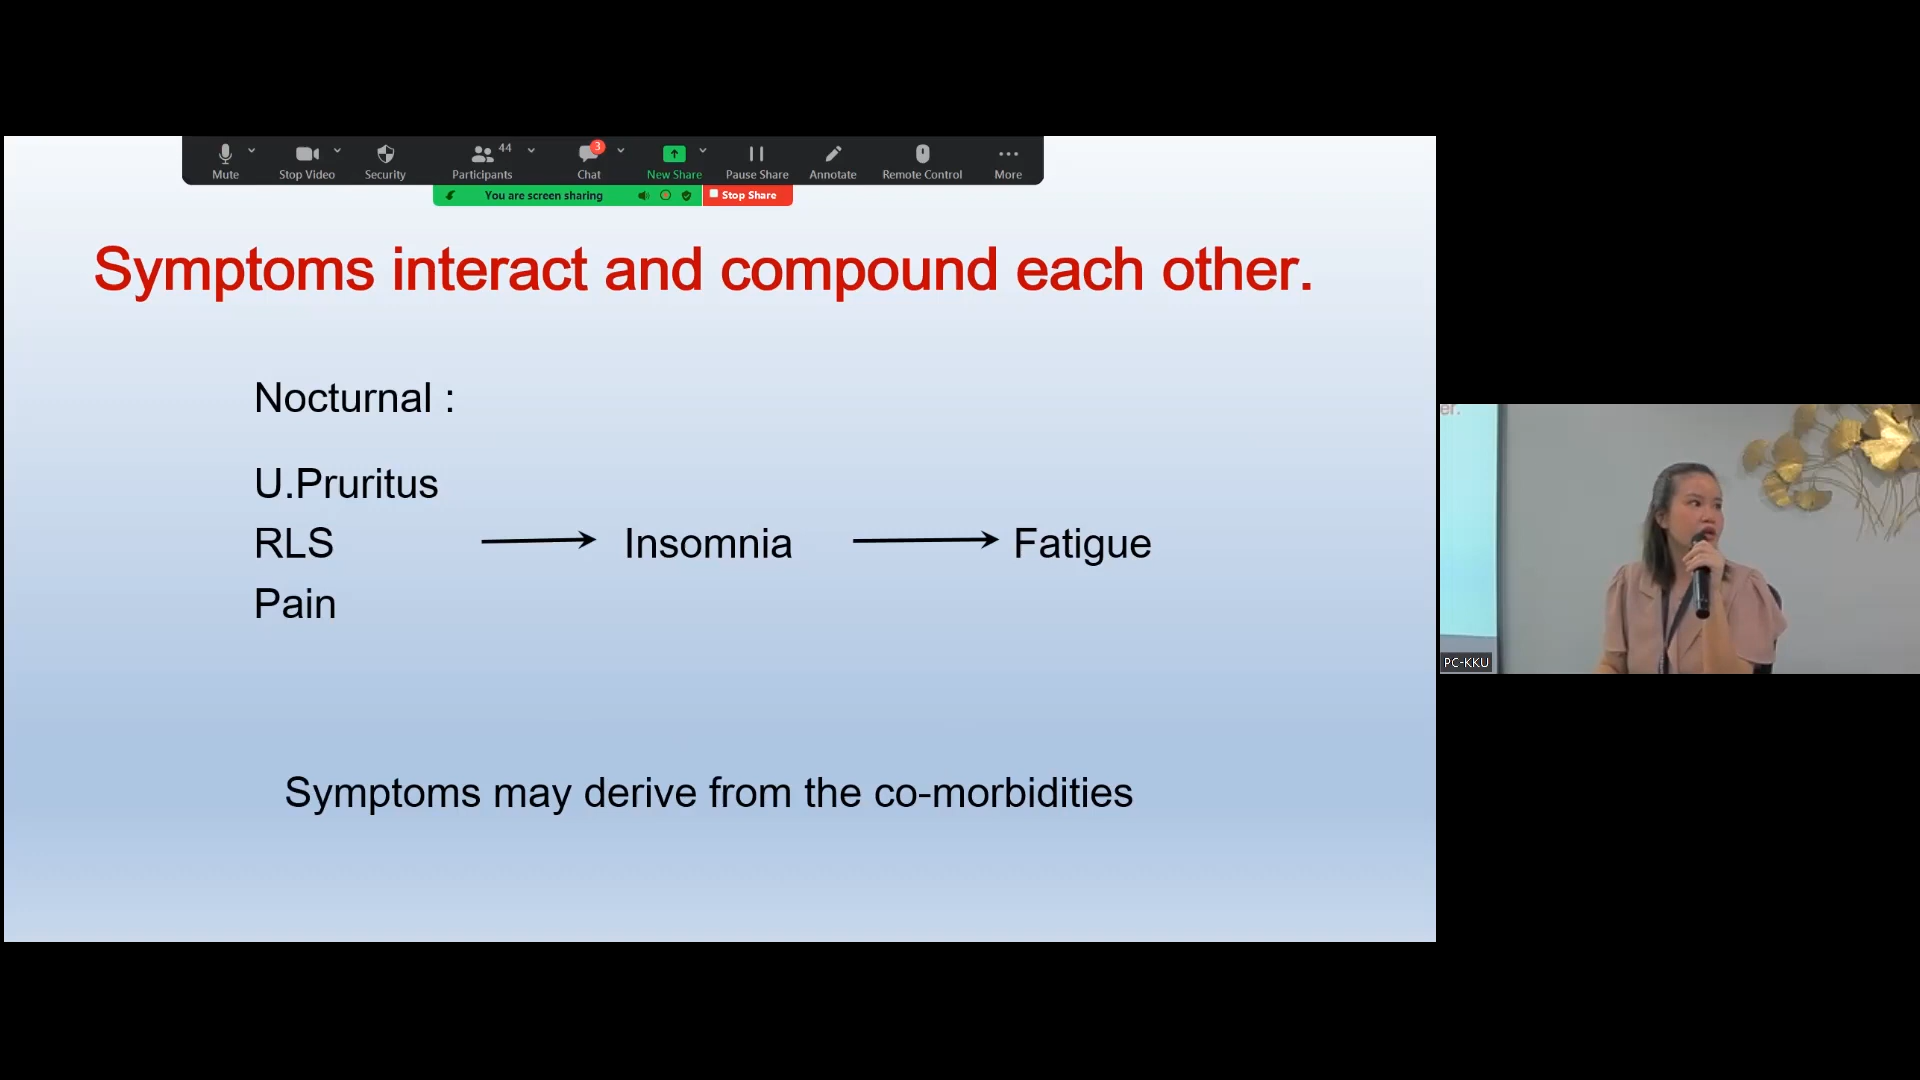 Mute
Stop Video
Security
44
Participants
3
Chat
New Share
Pause Share
Annotate
Remote Control
More
You are screen sharing
Stop Share
Symptoms interact and compound each other.
Nocturnal :
U.Pruritus
RLS
Insomnia
Fatigue
Pain
Symptoms may derive from the co-morbidities
er.
PC-KKU